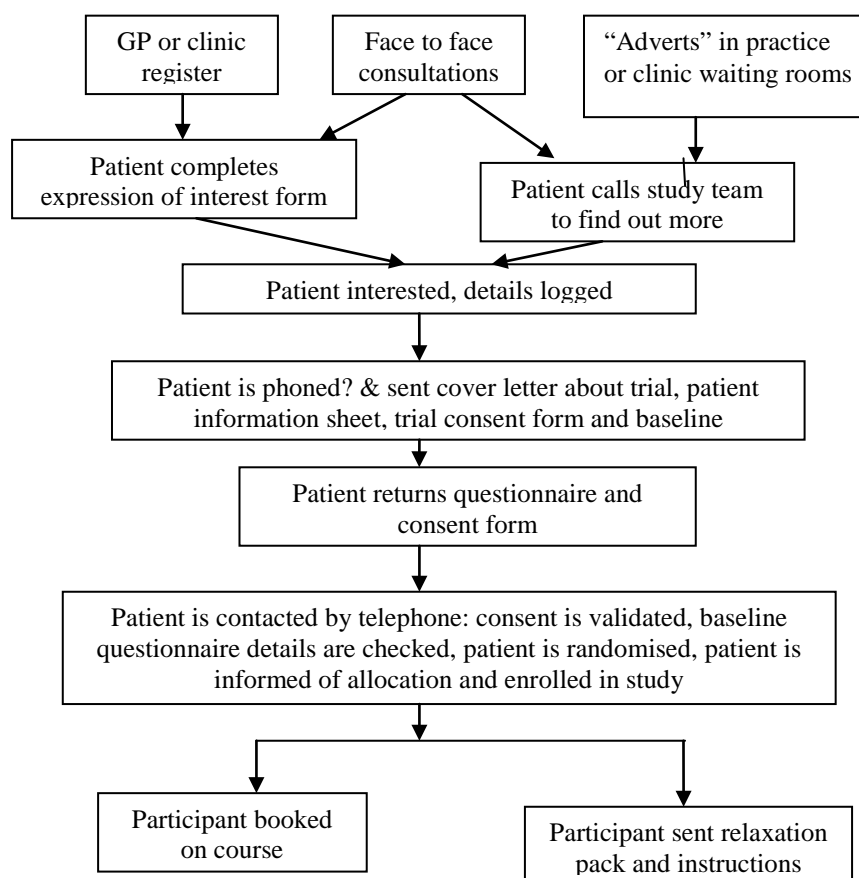 GP or clinic
register
Face to face
consultations
“Adverts” in practice
or clinic waiting rooms
Patient completes
expression of interest form
Patient calls study team
to find out more
Patient interested, details logged
Patient is phoned? & sent cover letter about trial, patient
information sheet, trial consent form and baseline
Patient returns questionnaire and
consent form
Patient is contacted by telephone: consent is validated, baseline
questionnaire details are checked, patient is randomised, patient is
informed of allocation and enrolled in study
Participant booked
on course
Participant sent relaxation
pack and instructions